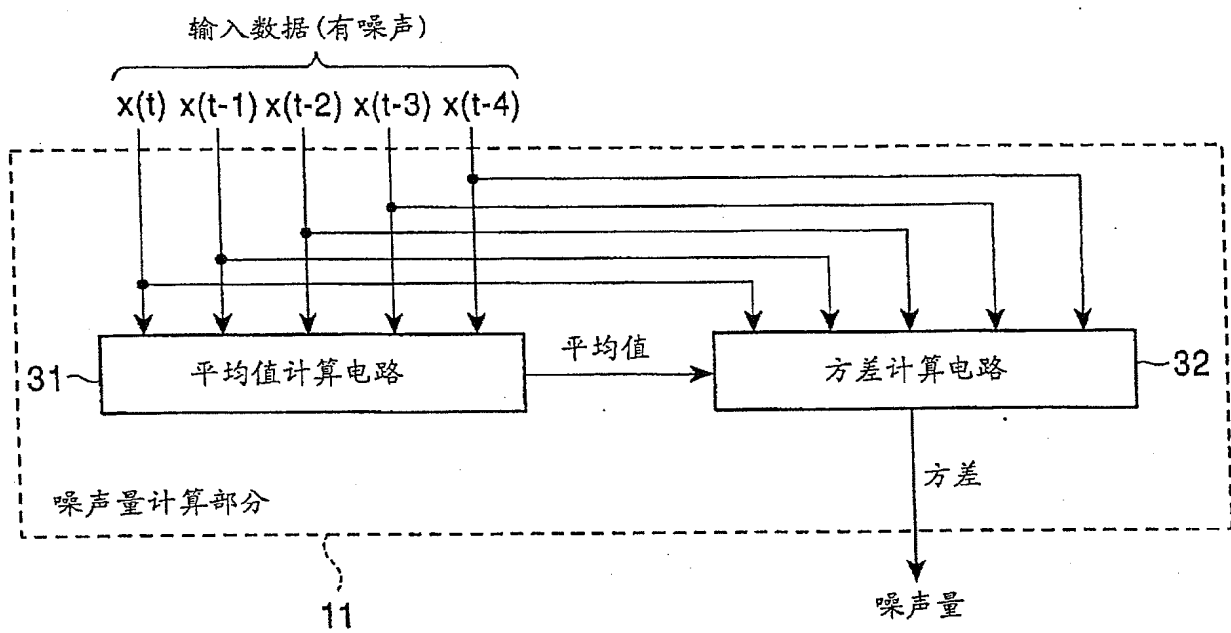 输入数据(有噪声)
x(t) x(t-1) x(t-2) x(t-3) x(t-4)
31
平均值计算电路
平均值
方差计算电路
32
方差
噪声量计算部分
11
噪声量